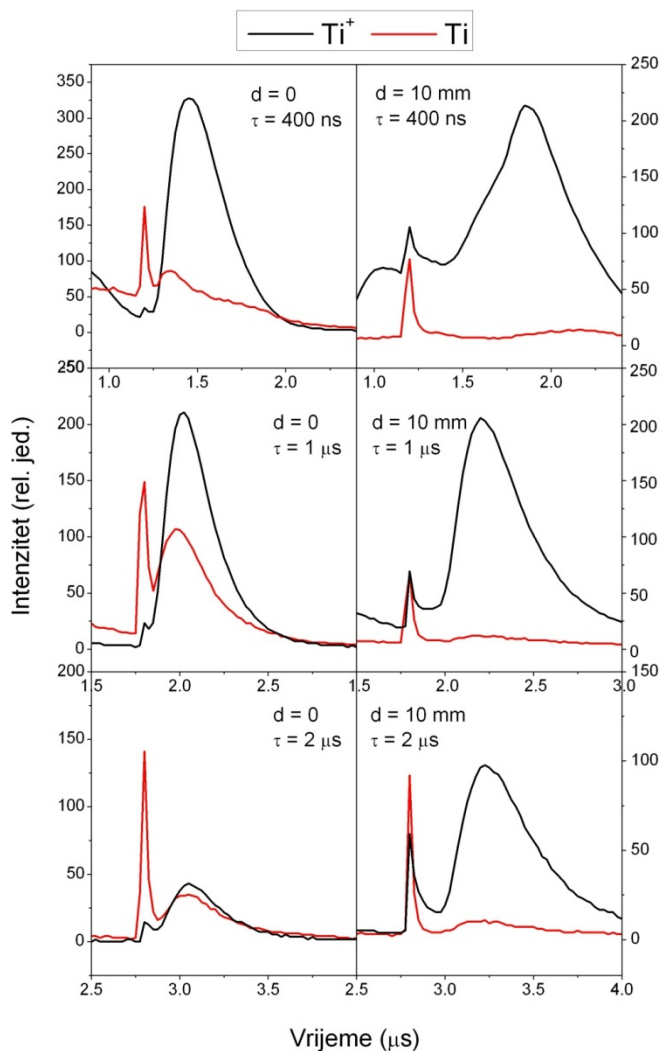 Ti⁺ Ti
Intenzitet (rel. jed.)
350
300
250
200
150
100
50
0
d = 0
τ = 400 ns
1.0 1.5 2.0
d = 10 mm
τ = 400 ns
250
200
150
100
50
0
1.0 1.5 2.0
250
200
150
100
50
0
d = 0
τ = 1 μs
1.5 2.0 2.5
d = 10 mm
τ = 1 μs
250
200
150
100
50
0
1.5 2.0 2.5 3.0
200
150
100
50
0
d = 0
τ = 2 μs
2.5 3.0 3.5
d = 10 mm
τ = 2 μs
150
100
50
0
2.5 3.0 3.5 4.0
Vrijeme (μs)